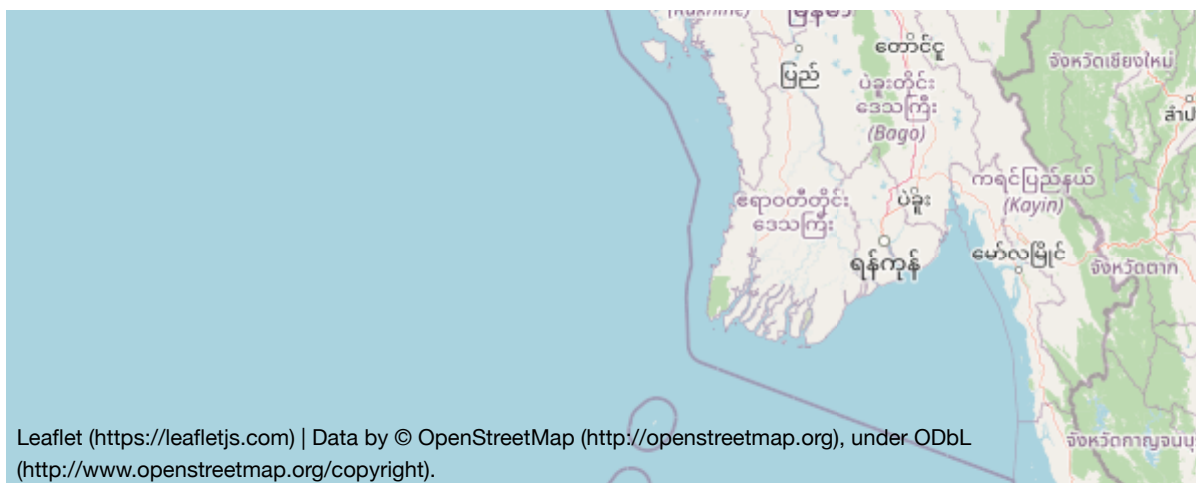 (Rakhine)
မြန်မာ
တောင်ငူ
ပြည်
ပဲခူးတိုင်း
ဒေသကြီး
(Bago)
จังหวัดเชียงใหม่
ဧရာဝတီတိုင်း
ဒေသကြီး
ပဲခူး
ကရင်ပြည်နယ်
(Kayin)
ရန်ကုန်
မော်လမြိုင်
จังหวัดตาก
Leaflet (https://leafletjs.com) | Data by © OpenStreetMap (http://openstreetmap.org), under ODbL
(http://www.openstreetmap.org/copyright).